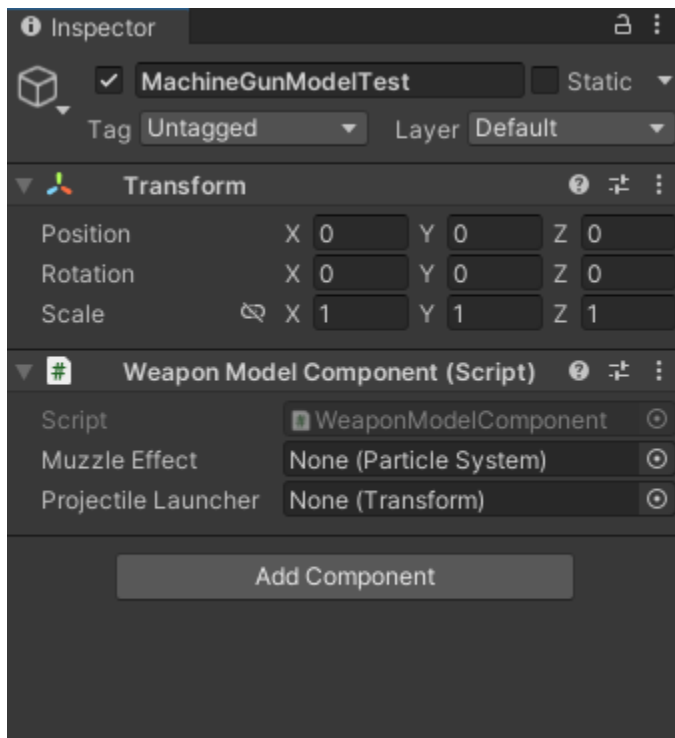 Inspector
MachineGunModelTest Static
Tag Untagged Layer Default
Transform
Position X 0 Y 0 Z 0
Rotation X 0 Y 0 Z 0
Scale X 1 Y 1 Z 1
# Weapon Model Component (Script)
Script # WeaponModelComponent
Muzzle Effect None (Particle System)
Projectile Launcher None (Transform)
Add Component